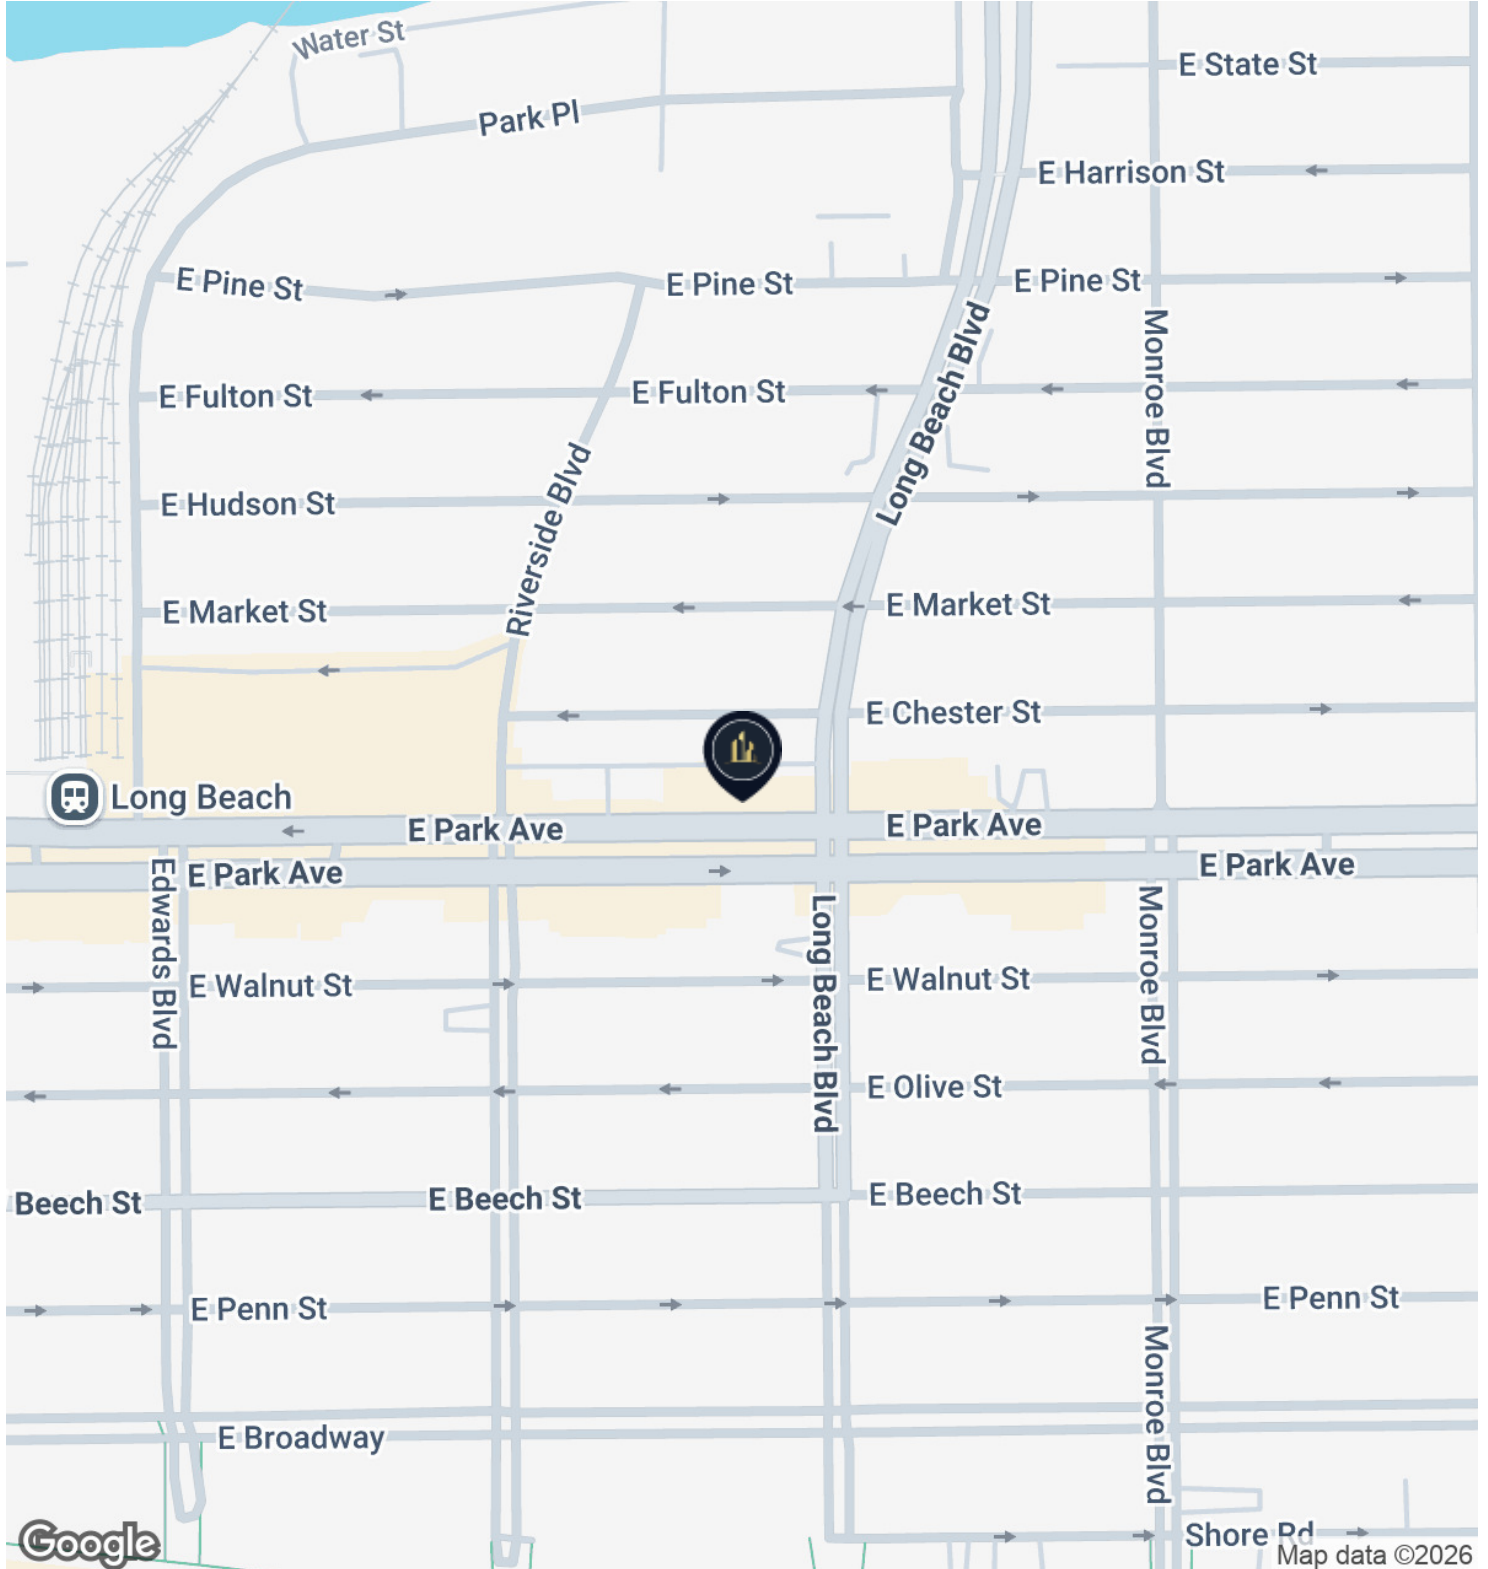 Water St
E State St
Park Pl
E Harrison St
E Pine St
E Pine St
E Pine St
Long Beach Blvd
Monroe Blvd
E Fulton St
E Fulton St
Riverside Blvd
E Hudson St
E Market St
E Market St
E Chester St
Long Beach
E Park Ave
E Park Ave
E Park Ave
E Park Ave
Edwards Blvd
Long Beach Blvd
Monroe Blvd
E Walnut St
E Walnut St
E Olive St
Beech St
E Beech St
E Beech St
E Penn St
E Penn St
Monroe Blvd
E Broadway
Shore Rd
Google
Map data ©2026